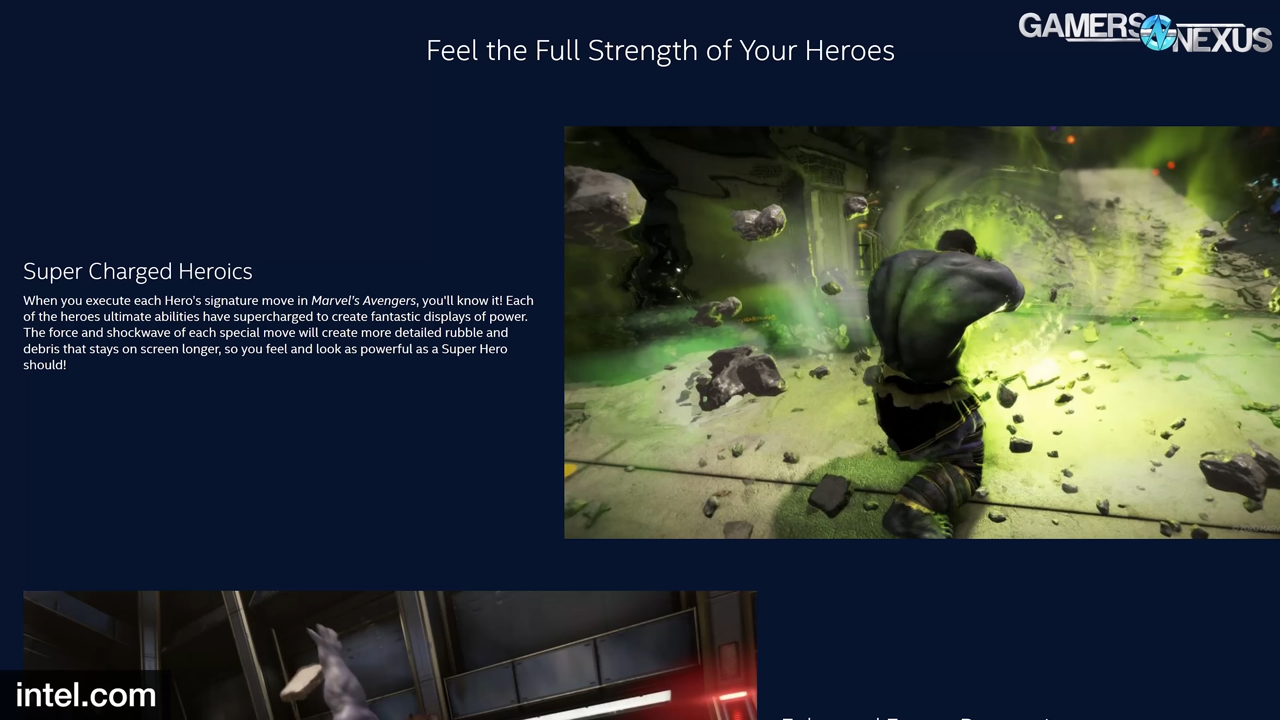 GAMERS NEXUS
Feel the Full Strength of Your Heroes
Super Charged Heroics
When you execute each Hero's signature move in Marvel's Avengers, you'll know it! Each
of the heroes ultimate abilities have supercharged to create fantastic displays of power.
The force and shockwave of each special move will create more detailed rubble and
debris that stays on screen longer, so you feel and look as powerful as a Super Hero
should!
intel.com